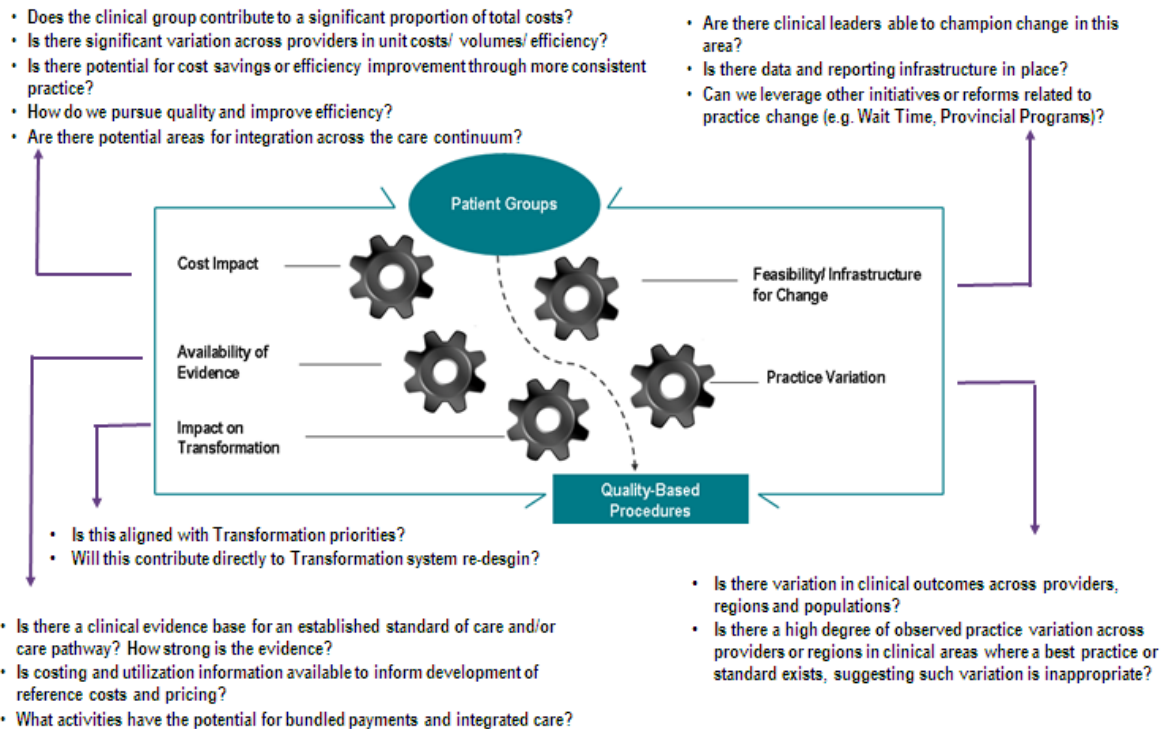 • Does the clinical group contribute to a significant proportion of total costs?
• Is there significant variation across providers in unit costs/ volumes/ efficiency?
• Is there potential for cost savings or efficiency improvement through more consistent
practice?
• How do we pursue quality and improve efficiency?
• Are there potential areas for integration across the care continuum?
• Are there clinical leaders able to champion change in this
area?
• Is there data and reporting infrastructure in place?
• Can we leverage other initiatives or reforms related to
practice change (e.g. Wait Time, Provincial Programs)?
Patient Groups
Cost Impact
Feasibility/ Infrastructure
for Change
Availability of
Evidence
Practice Variation
Impact on
Transformation
Quality-Based
Procedures
• Is this aligned with Transformation priorities?
• Will this contribute directly to Transformation system re-desgin?
• Is there a clinical evidence base for an established standard of care and/or
care pathway? How strong is the evidence?
• Is costing and utilization information available to inform development of
reference costs and pricing?
• What activities have the potential for bundled payments and integrated care?
• Is there variation in clinical outcomes across providers,
regions and populations?
• Is there a high degree of observed practice variation across
providers or regions in clinical areas where a best practice or
standard exists, suggesting such variation is inappropriate?